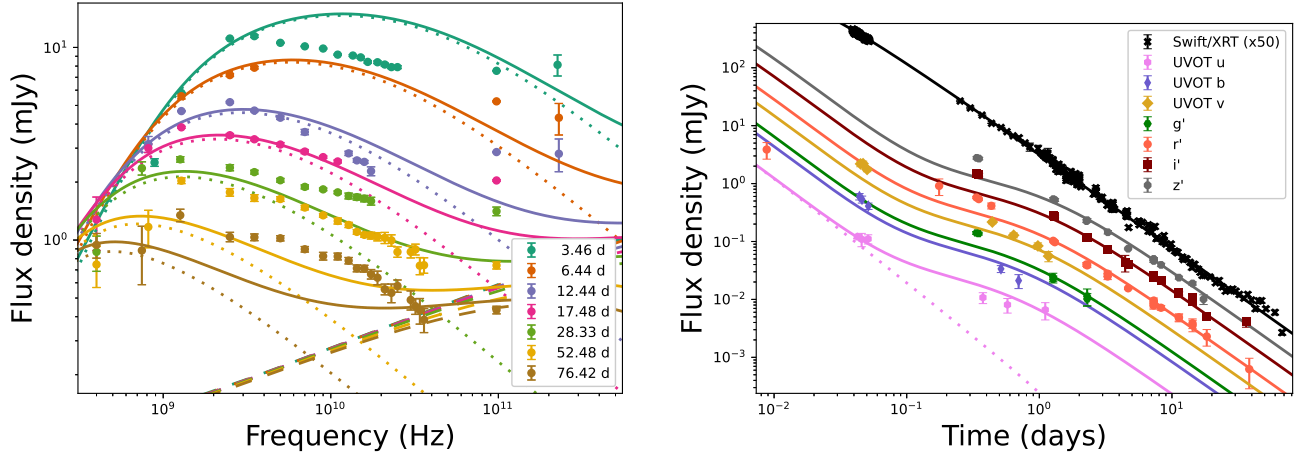 Flux density (mJy)
10¹
10⁰
10⁹
10¹⁰
10¹¹
Frequency (Hz)
3.46 d
6.44 d
12.44 d
17.48 d
28.33 d
52.48 d
76.42 d
Flux density (mJy)
10²
10¹
10⁰
10⁻¹
10⁻²
10⁻³
10⁻²
10⁻¹
10⁰
10¹
Time (days)
Swift/XRT (x50)
UVOT u
UVOT b
UVOT v
g'
r'
i'
z'